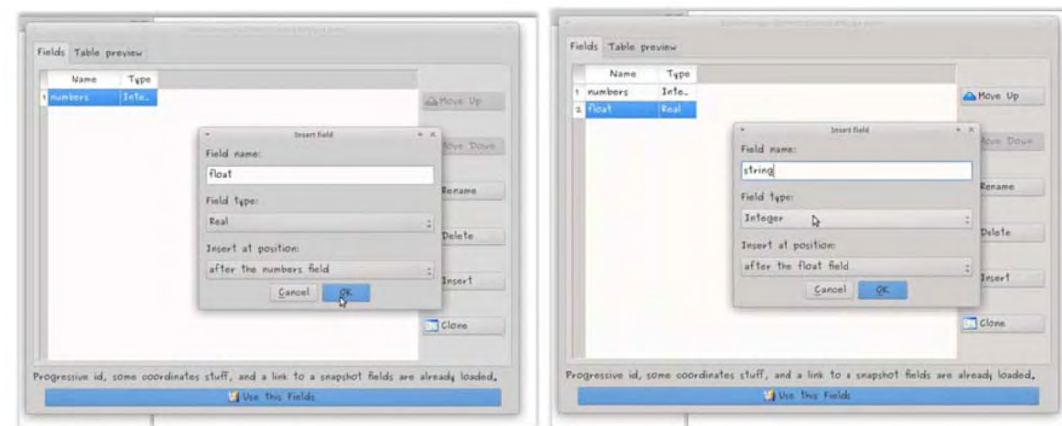 Fields Table preview
Name Type
1 numbers Inte…
Move Up
Move Down
Rename
Delete
Insert
Clone
Insert field
Field name:
float
Field type:
Real
Insert at position:
after the numbers field
Cancel OK
Progressive id, some coordinates stuff, and a link to a snapshot fields are already loaded.
Use this Fields
Fields Table preview
Name Type
1 numbers Inte…
2 float Real
Move Up
Move Down
Rename
Delete
Insert
Clone
Insert field
Field name:
string
Field type:
Integer
Insert at position:
after the float field
Cancel OK
Progressive id, some coordinates stuff, and a link to a snapshot fields are already loaded.
Use this Fields